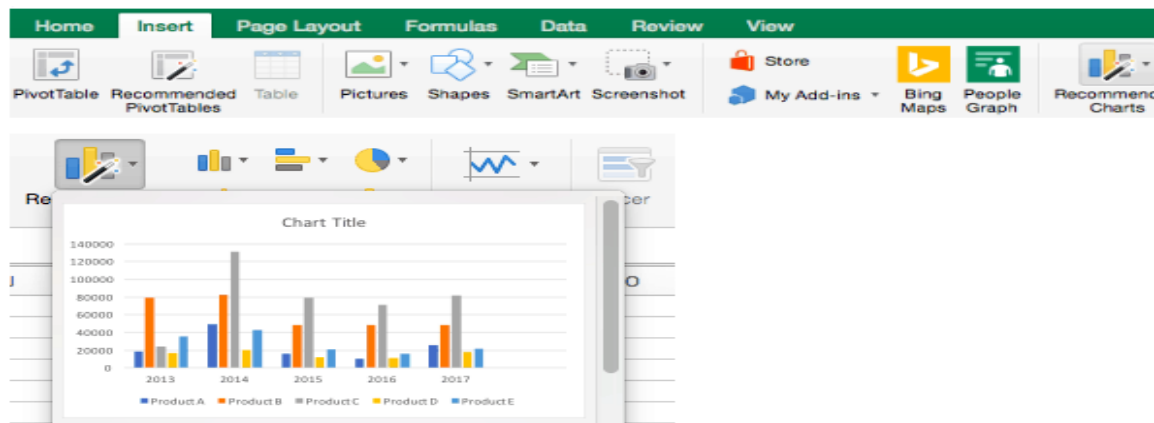 Home Insert Page Layout Formulas Data Review View
PivotTable Recommended PivotTables Table Pictures Shapes SmartArt Screenshot Store My Add-ins Bing Maps People Graph Recommend Charts
Re cer
Chart Title
140000
120000
100000
80000
60000
40000
20000
0
2013 2014 2015 2016 2017
Product A Product B Product C Product D Product E
J O